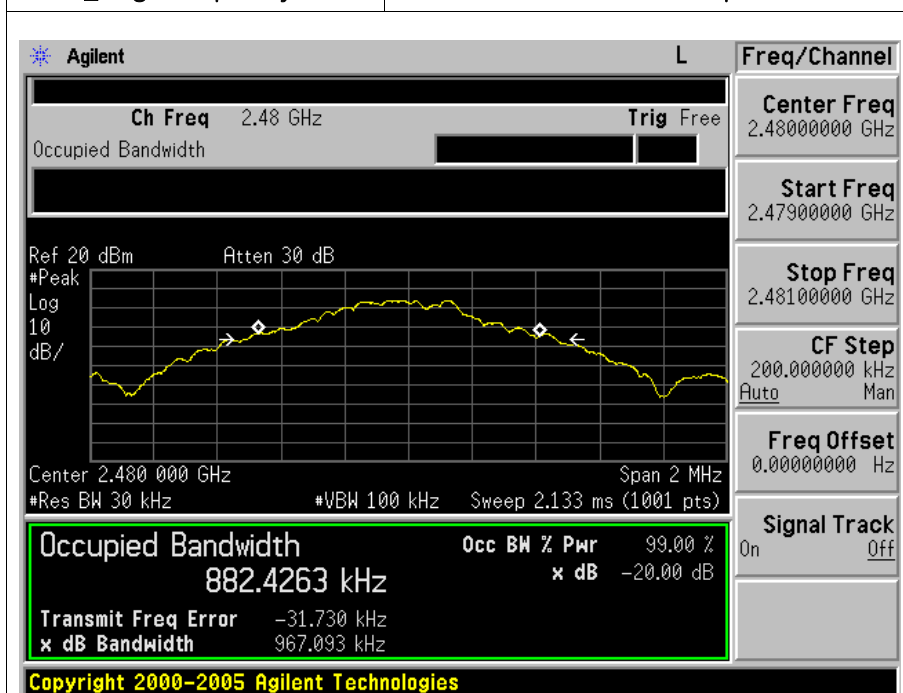 Agilent L
Freq/Channel
Ch Freq 2.48 GHz Trig Free
Occupied Bandwidth
Center Freq
2.48000000 GHz
Start Freq
2.47900000 GHz
Stop Freq
2.48100000 GHz
CF Step
200.000000 kHz
Auto Man
Freq Offset
0.00000000 Hz
Signal Track
On Off
Ref 20 dBm Atten 30 dB
#Peak
Log
10
dB/
Center 2.480 000 GHz Span 2 MHz
#Res BW 30 kHz #VBW 100 kHz Sweep 2.133 ms (1001 pts)
Occupied Bandwidth Occ BW % Pwr 99.00 %
882.4263 kHz x dB -20.00 dB
Transmit Freq Error -31.730 kHz
x dB Bandwidth 967.093 kHz
Copyright 2000-2005 Agilent Technologies